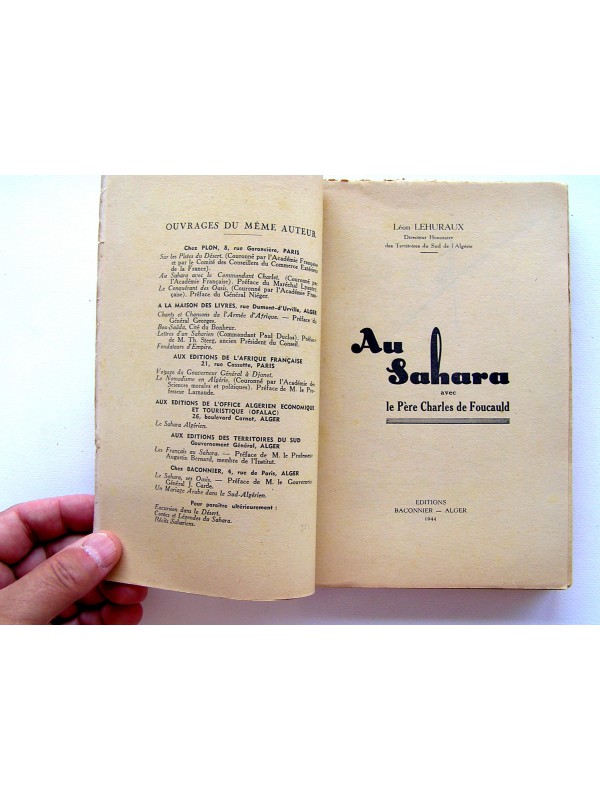 OUVRAGES DU MÊME AUTEUR
Chez PLON, 8, rue Garancière, PARIS
Sur les Pistes du Désert. (Couronné par l'Académie Française
et par le Comité des Conseillers du Commerce Extérieur
de la France).
Au Sahara avec le Commandant Charlet. (Couronné par
l'Académie Française). Préface du Maréchal Lyautey.
Le Conquérant des Oasis. (Couronné par l'Académie Fran-
çaise). Préface du Général Niéger.
A LA MAISON DES LIVRES, rue Dumont-d'Urville, ALGER
Chants et Chansons de l'Armée d'Afrique. — Préface du
Général Georges.
Bou-Saâda, Cité du Bonheur.
Lettres d'un Saharien (Commandant Paul Duclos). Préface
de M. Th. Steeg, ancien Président du Conseil.
Fondateurs d'Empire.
AUX EDITIONS DE L'AFRIQUE FRANÇAISE
21, rue Cassette, PARIS
Voyage du Gouverneur Général à Djanet.
Le Nomadisme en Algérie. (Couronné par l'Académie des
Sciences morales et politiques). — Préface de M. le Pro-
fesseur Larnaude.
AUX EDITIONS DE L'OFFICE ALGERIEN ECONOMIQUE
ET TOURISTIQUE (OFALAC)
26, boulevard Carnot, ALGER
Le Sahara Algérien.
AUX EDITIONS DES TERRITOIRES DU SUD
Gouvernement Général, ALGER
Les Français au Sahara. — Préface de M. le Professeur
Augustin Bernard, membre de l'Institut.
Chez BACONNIER, 6, rue de Paris, ALGER
Le Sahara, ses Oasis. — Préface de M. le Gouverneur
Général J. Carde.
Un Mariage Arabe dans le Sud-Algérien.
Pour paraître ultérieurement :
Excursion dans le Désert.
Contes et Légendes du Sahara.
Récits Sahariens.
Léon LEHURAUX
Directeur Honoraire
des Territoires du Sud de l'Algérie
Au
Sahara
avec
le Père Charles de Foucauld
EDITIONS
BACONNIER — ALGER
1944